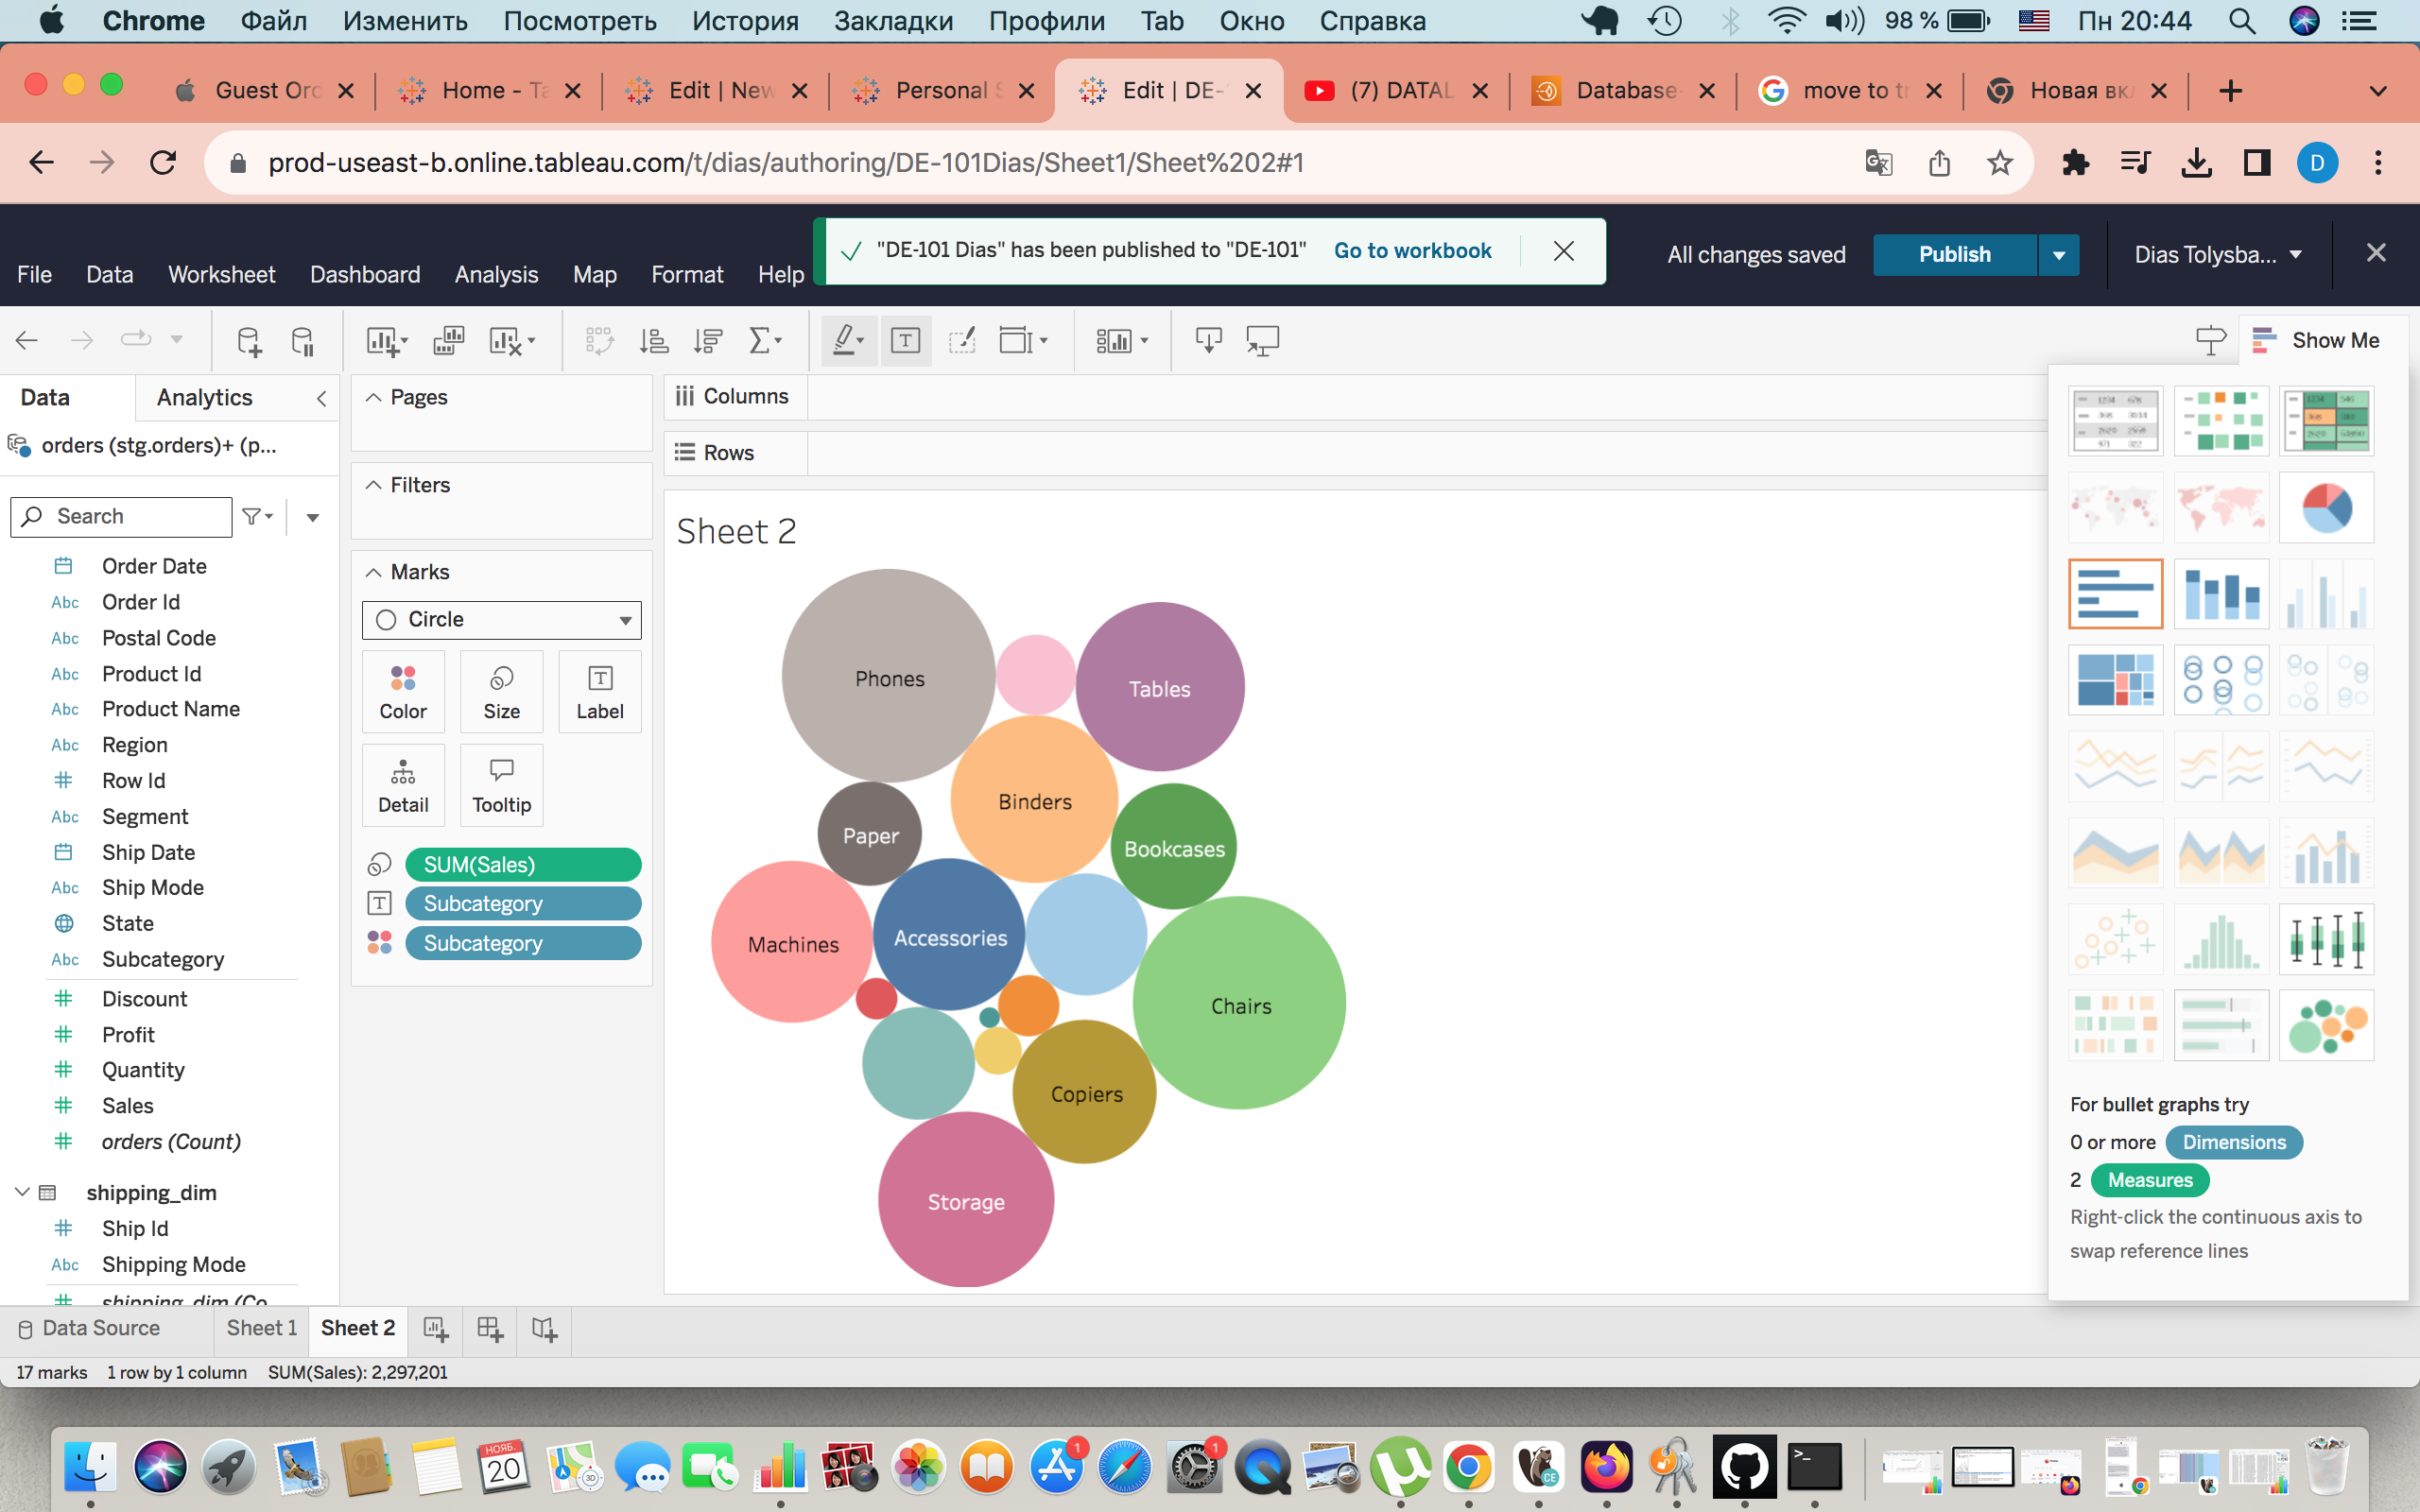 Chrome Файл Изменить Посмотреть История Закладки Профили Tab Окно Справка 98 % Пн 20:44
Guest Orc Home - Ta Edit | New Personal S Edit | DE- (7) DATAL Database- move to tr Новая вк
prod-useast-b.online.tableau.com/t/dias/authoring/DE-101Dias/Sheet1/Sheet%202#1
D
"DE-101 Dias" has been published to "DE-101" Go to workbook
All changes saved Publish Dias Tolysba...
File Data Worksheet Dashboard Analysis Map Format Help
Show Me
Data Analytics
Pages
Columns
orders (stg.orders)+ (p...
Rows
Filters
Search
Sheet 2
Order Date
Abc Order Id
Abc Postal Code
Abc Product Id
Abc Product Name
Abc Region
Row Id
Abc Segment
Ship Date
Abc Ship Mode
State
Abc Subcategory
Discount
Profit
Quantity
Sales
orders (Count)
shipping_dim
Ship Id
Abc Shipping Mode
shipping_dim (Co
Marks
Circle
Color Size Label
Detail Tooltip
SUM(Sales)
Subcategory
Subcategory
Phones
Tables
Binders
Paper
Bookcases
Machines
Accessories
Chairs
Copiers
Storage
For bullet graphs try
0 or more Dimensions
2 Measures
Right-click the continuous axis to
swap reference lines
Data Source Sheet 1 Sheet 2
17 marks 1 row by 1 column SUM(Sales): 2,297,201
НОЯБ.
20
3D
1
1
CE